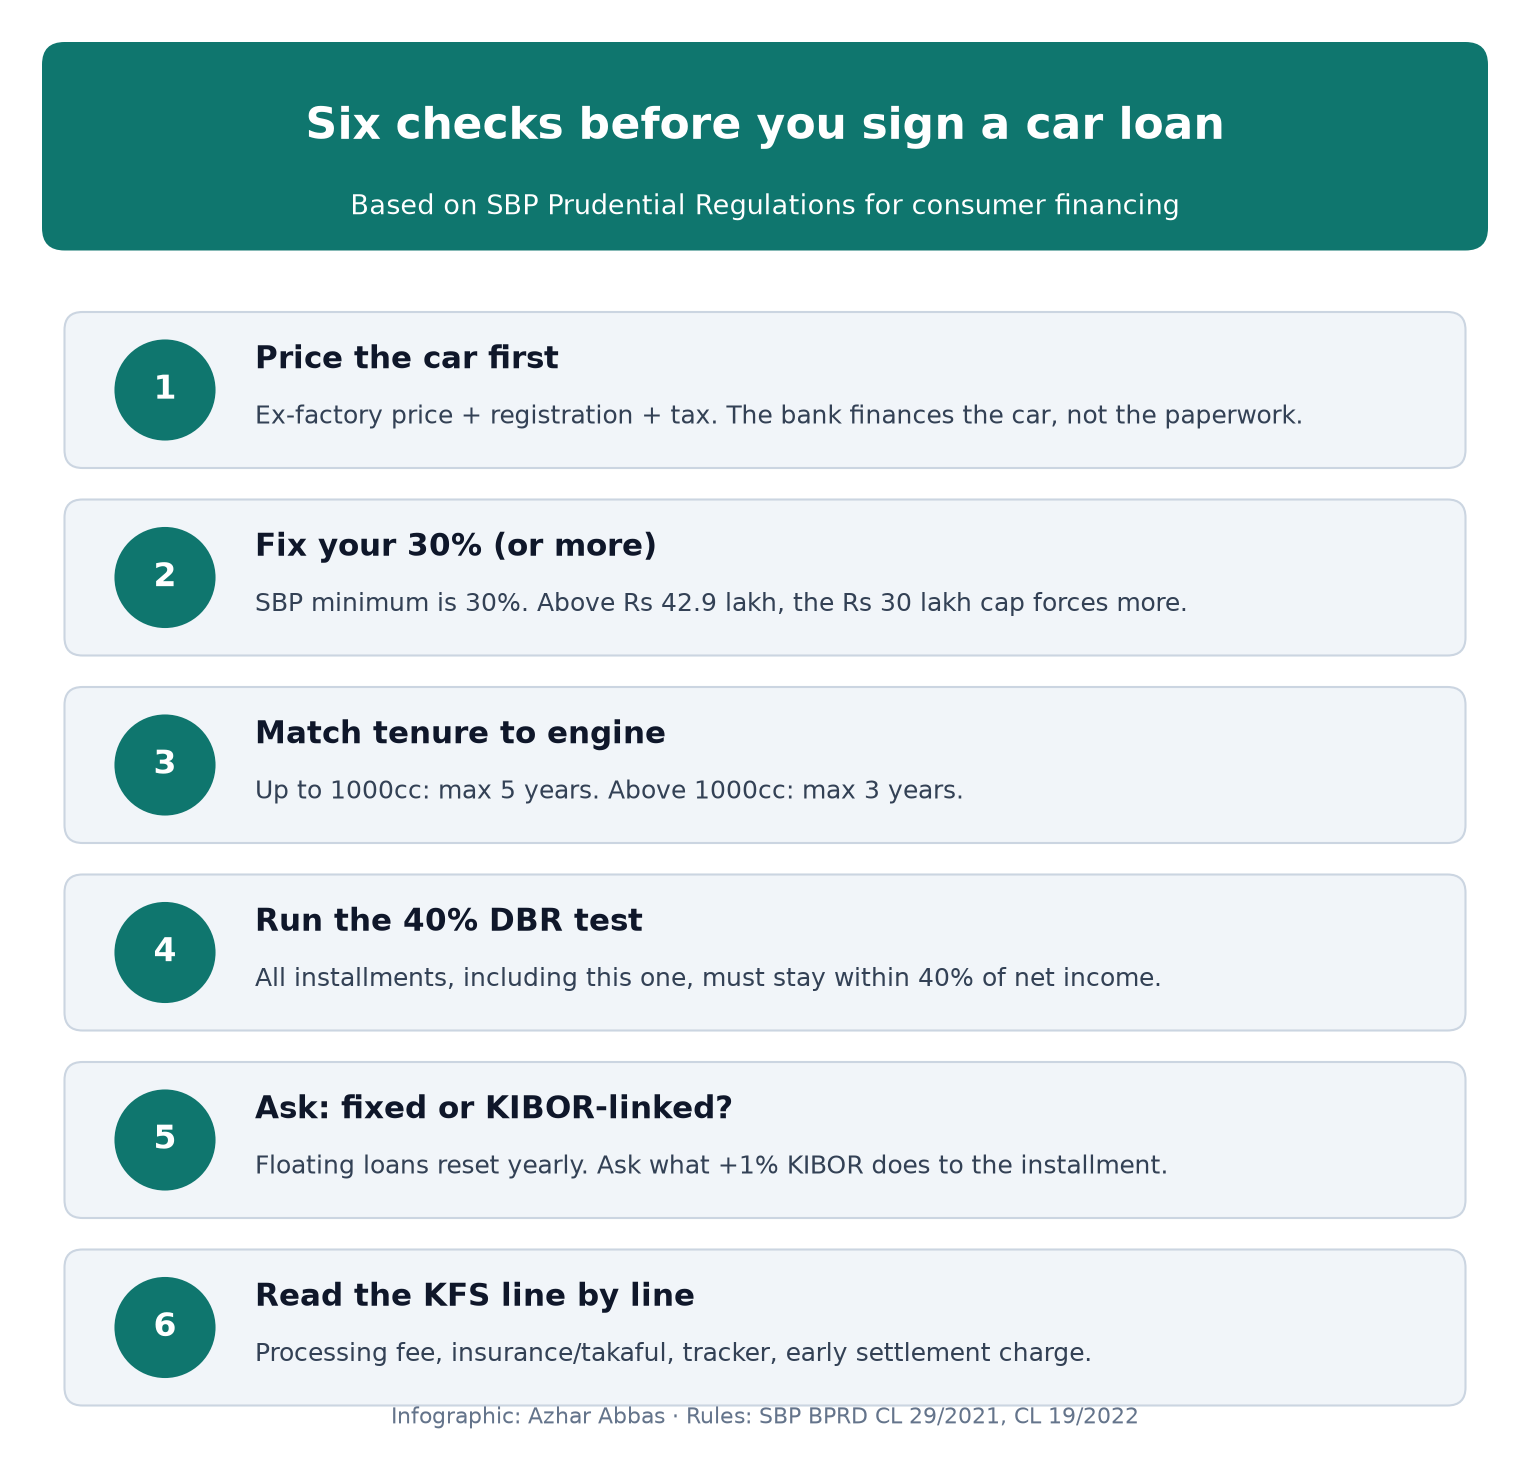 Six checks before you sign a car loan
Based on SBP Prudential Regulations for consumer financing
1
Price the car first
Ex-factory price + registration + tax. The bank finances the car, not the paperwork.
2
Fix your 30% (or more)
SBP minimum is 30%. Above Rs 42.9 lakh, the Rs 30 lakh cap forces more.
3
Match tenure to engine
Up to 1000cc: max 5 years. Above 1000cc: max 3 years.
4
Run the 40% DBR test
All installments, including this one, must stay within 40% of net income.
5
Ask: fixed or KIBOR-linked?
Floating loans reset yearly. Ask what +1% KIBOR does to the installment.
6
Read the KFS line by line
Processing fee, insurance/takaful, tracker, early settlement charge.
Infographic: Azhar Abbas · Rules: SBP BPRD CL 29/2021, CL 19/2022